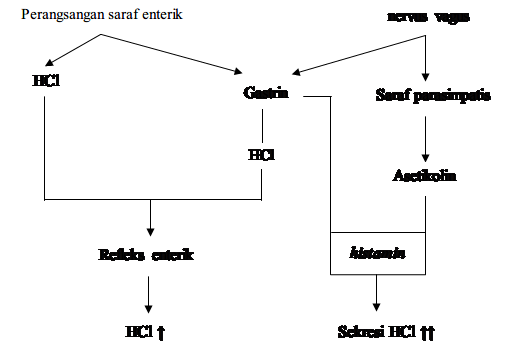 Perangsangan saraf enterik
nervus vagus
HCl
Gastrin
Saraf parasimpatis
HCl
Asetikolin
Refleks enterik
histamin
HCl ↑
Sekresi HCl ↑↑